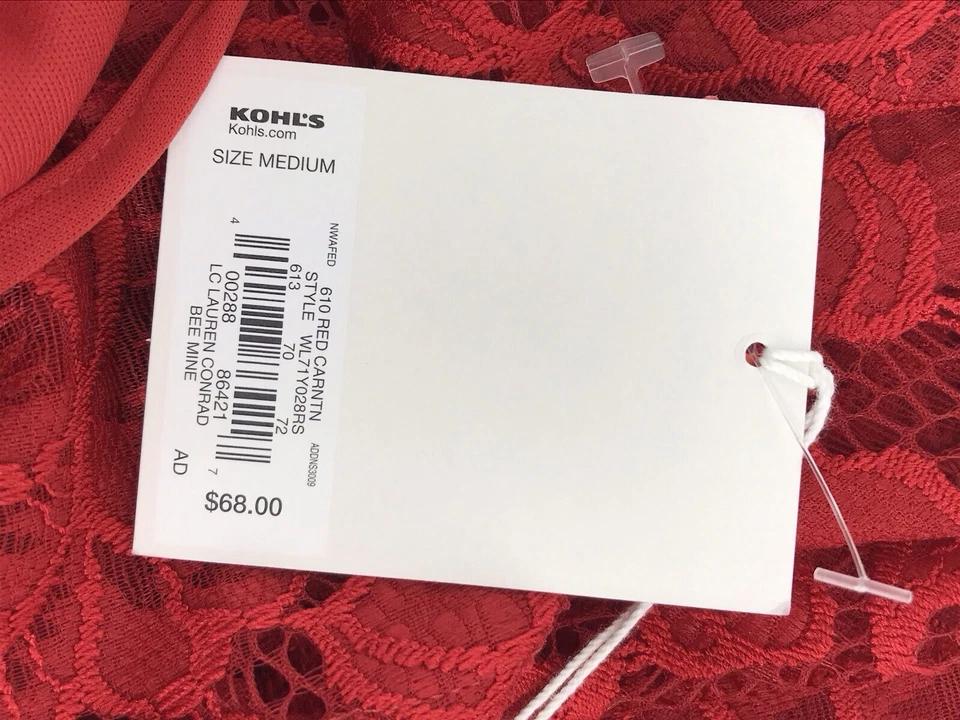 KOHL'S
Kohls.com
SIZE MEDIUM
NWAFED
610 RED CARNTN
ADDNS3009
STYLE WL71Y028RS
613 70 72
4 00288 86421 7
LC LAUREN CONRAD
BEE MINE
AD
$68.00